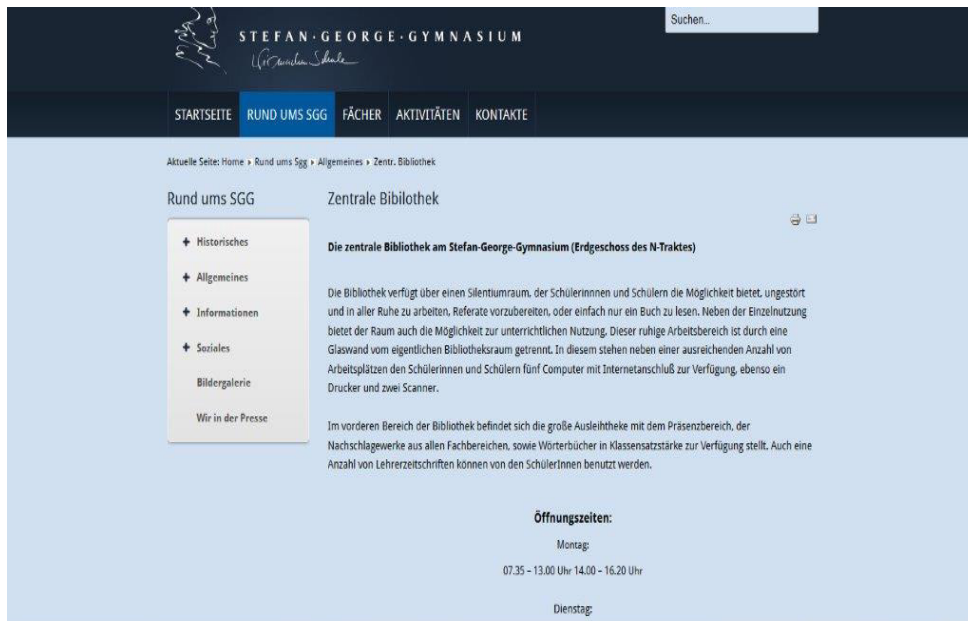 Suchen...
STEFAN·GEORGE·GYMNASIUM
STARTSEITE RUND UMS SGG FÄCHER AKTIVITÄTEN KONTAKTE
Aktuelle Seite: Home Rund ums Sgg Allgemeines Zentr. Bibliothek
Rund ums SGG
+ Historisches
+ Allgemeines
+ Informationen
+ Soziales
Bildergalerie
Wir in der Presse
Zentrale Bibilothek
Die zentrale Bibliothek am Stefan-George-Gymnasium (Erdgeschoss des N-Traktes)
Die Bibliothek verfügt über einen Silentiumraum, der Schülerinnnen und Schülern die Möglichkeit bietet, ungestört
und in aller Ruhe zu arbeiten, Referate vorzubereiten, oder einfach nur ein Buch zu lesen. Neben der Einzelnutzung
bietet der Raum auch die Möglichkeit zur unterrichtlichen Nutzung. Dieser ruhige Arbeitsbereich ist durch eine
Glaswand vom eigentlichen Bibliotheksraum getrennt. In diesem stehen neben einer ausreichenden Anzahl von
Arbeitsplätzen den Schülerinnen und Schülern fünf Computer mit Internetanschluß zur Verfügung, ebenso ein
Drucker und zwei Scanner.
Im vorderen Bereich der Bibliothek befindet sich die große Ausleihtheke mit dem Präsenzbereich, der
Nachschlagewerke aus allen Fachbereichen, sowie Wörterbücher in Klassensatzstärke zur Verfügung stellt. Auch eine
Anzahl von Lehrerzeitschriften können von den SchülerInnen benutzt werden.
Öffnungszeiten:
Montag:
07.35 – 13.00 Uhr 14.00 – 16.20 Uhr
Dienstag: